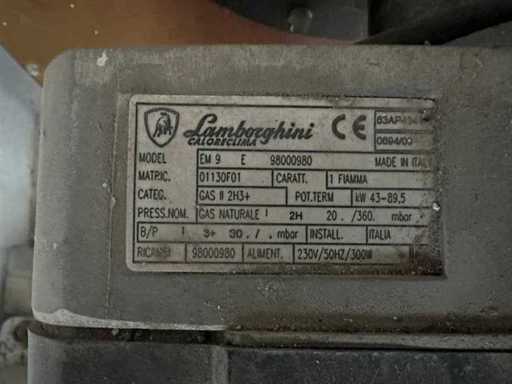 Lamborghini CE 63AP
CALORECLIMA 0694/00
MODEL EM 9 E 98000980 MADE IN ITALY
MATRIC. 01130F01 CARATT. 1 FIAMMA
CATEG. GAS II 2H3+ POT.TERM kW 43-89,5
PRESS.NOM. GAS NATURALE 2H 20 ./360. mbar
B/P 3+ 30./. mbar INSTALL. ITALIA
RICAMBI 98000980 ALIMENT. 230V/50HZ/300W